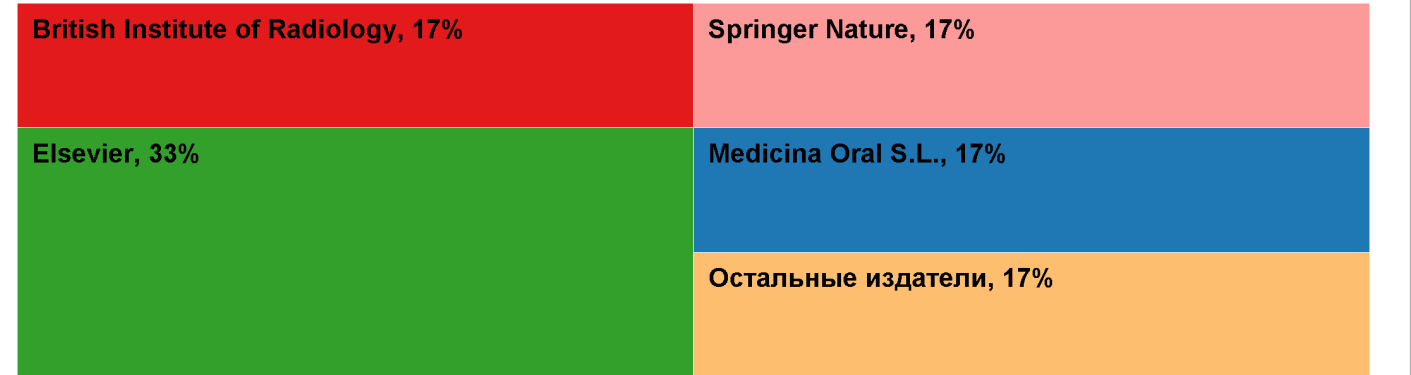 British Institute of Radiology, 17%
Springer Nature, 17%
Elsevier, 33%
Medicina Oral S.L., 17%
Остальные издатели, 17%